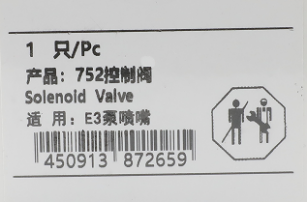 1 只/Pc
产品：752控制阀
Solenoid Valve
适 用：E3泵喷嘴
450913 872659